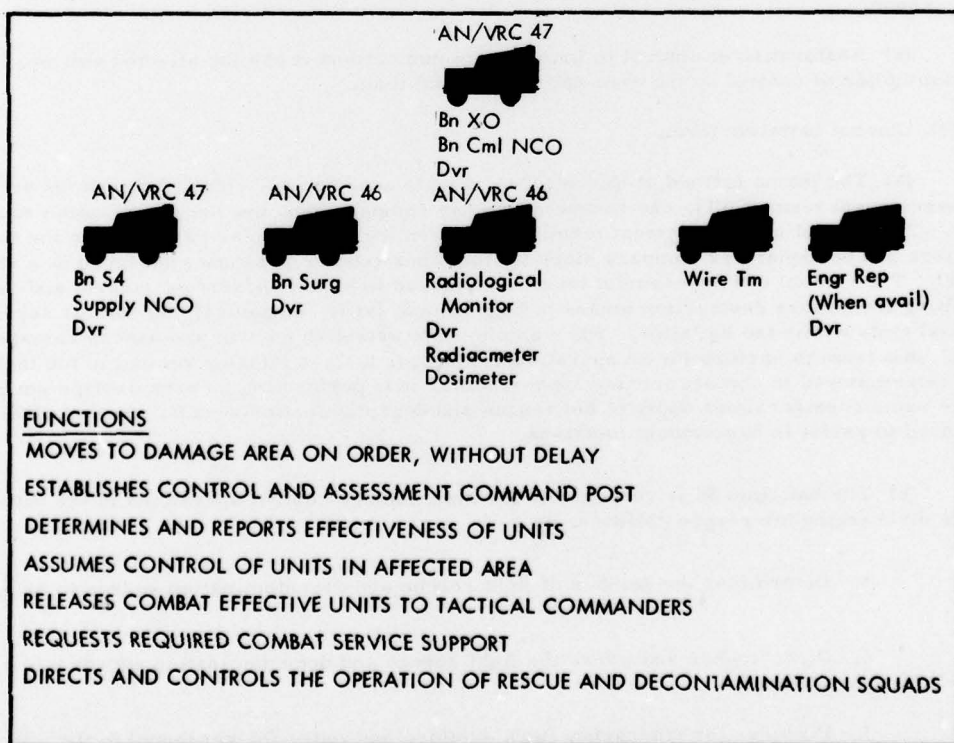 AN/VRC 47
Bn XO
Bn Cml NCO
Dvr
AN/VRC 47 AN/VRC 46 AN/VRC 46
Bn S4 Bn Surg Radiological Wire Tm Engr Rep
Supply NCO Dvr Monitor (When avail)
Dvr Dvr Dvr
Radiacmeter
Dosimeter
FUNCTIONS
MOVES TO DAMAGE AREA ON ORDER, WITHOUT DELAY
ESTABLISHES CONTROL AND ASSESSMENT COMMAND POST
DETERMINES AND REPORTS EFFECTIVENESS OF UNITS
ASSUMES CONTROL OF UNITS IN AFFECTED AREA
RELEASES COMBAT EFFECTIVE UNITS TO TACTICAL COMMANDERS
REQUESTS REQUIRED COMBAT SERVICE SUPPORT
DIRECTS AND CONTROLS THE OPERATION OF RESCUE AND DECONTAMINATION SQUADS